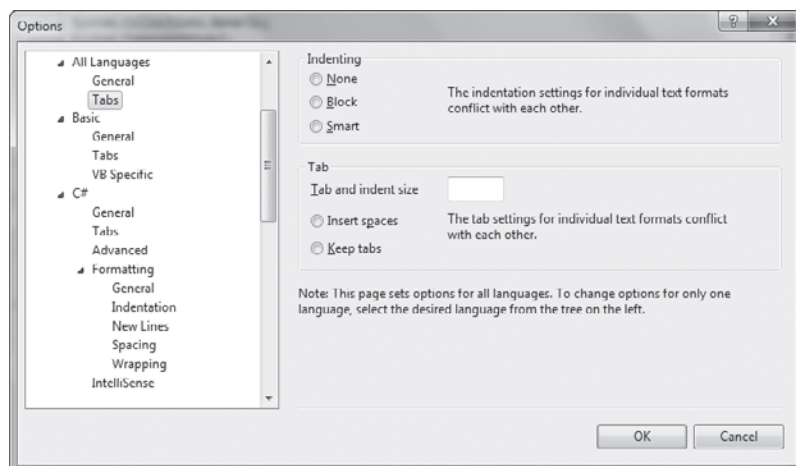 Options
All Languages
General
Tabs
Basic
General
Tabs
VB Specific
C#
General
Tabs
Advanced
Formatting
General
Indentation
New Lines
Spacing
Wrapping
IntelliSense
Indenting
None
Block
Smart
The indentation settings for individual text formats
conflict with each other.
Tab
Tab and indent size
Insert spaces
Keep tabs
The tab settings for individual text formats conflict
with each other.
Note: This page sets options for all languages. To change options for only one
language, select the desired language from the tree on the left.
OK
Cancel